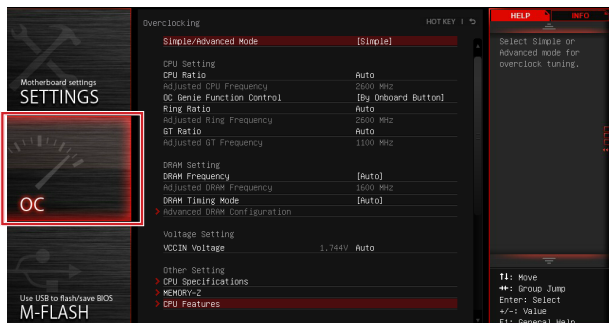 Motherboard settings
SETTINGS
OC
Use USB to flash/save BIOS
M-FLASH
Overclocking
HOT KEY |
Simple/Advanced Mode [Simple]
CPU Setting
CPU Ratio Auto
Adjusted CPU Frequency 2600 MHz
OC Genie Function Control [By Onboard Button]
Ring Ratio Auto
Adjusted Ring Frequency 2600 MHz
GT Ratio Auto
Adjusted GT Frequency 1100 MHz
DRAM Setting
DRAM Frequency [Auto]
Adjusted DRAM Frequency 1600 MHz
DRAM Timing Mode [Auto]
> Advanced DRAM Configuration
Voltage Setting
VCCIN Voltage 1.744V Auto
Other Setting
> CPU Specifications
> MEMORY-Z
> CPU Features
HELP
INFO
Select Simple or
Advanced mode for
overclock tuning.
↑↓: Move
→←: Group Jump
Enter: Select
+/-: Value
F1: General Help